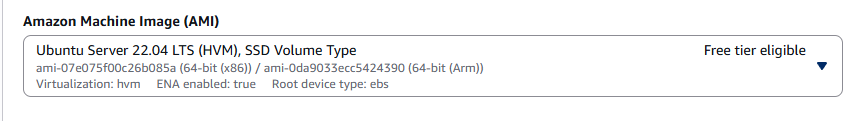 Amazon Machine Image (AMI)
Ubuntu Server 22.04 LTS (HVM), SSD Volume Type Free tier eligible
ami-07e075f00c26b085a (64-bit (x86)) / ami-0da9033ecc5424390 (64-bit (Arm))
Virtualization: hvm ENA enabled: true Root device type: ebs